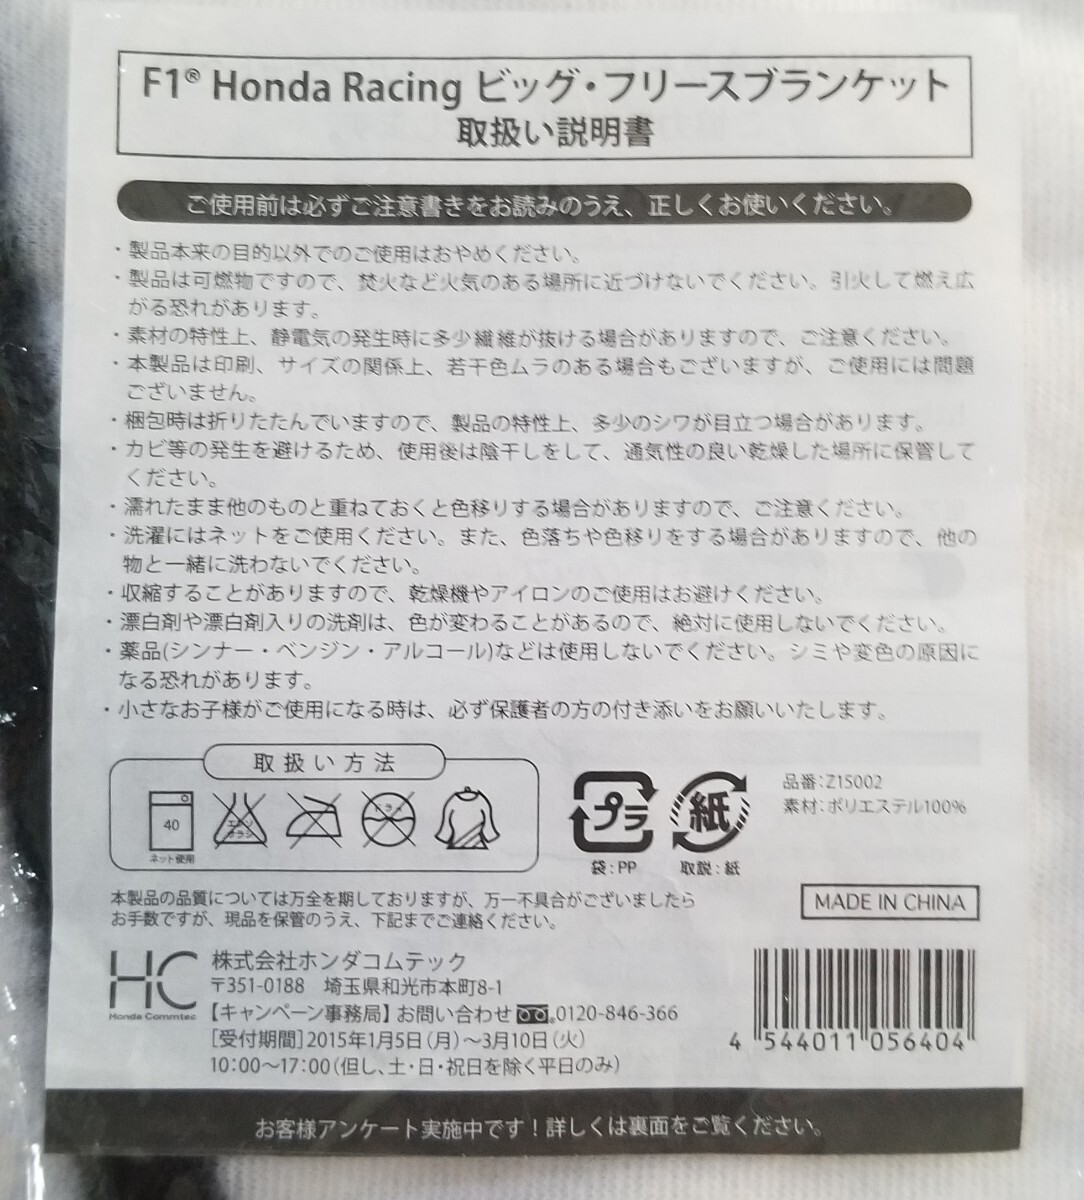 F1® Honda Racing ビッグ・フリースブランケット
取扱い説明書
ご使用前は必ずご注意書きをお読みのうえ、正しくお使いください。
・製品本来の目的以外でのご使用はおやめください。
・製品は可燃物ですので、焚火など火気のある場所に近づけないでください。引火して燃え広
がる恐れがあります。
・素材の特性上、静電気の発生時に多少繊維が抜ける場合がありますので、ご注意ください。
・本製品は印刷、サイズの関係上、若干色ムラのある場合もございますが、ご使用には問題
ございません。
・梱包時は折りたたんでいますので、製品の特性上、多少のシワが目立つ場合があります。
・カビ等の発生を避けるため、使用後は陰干しをして、通気性の良い乾燥した場所に保管して
ください。
・濡れたまま他のものと重ねておくと色移りする場合がありますので、ご注意ください。
・洗濯にはネットをご使用ください。また、色落ちや色移りをする場合がありますので、他の
物と一緒に洗わないでください。
・収縮することがありますので、乾燥機やアイロンのご使用はお避けください。
・漂白剤や漂白剤入りの洗剤は、色が変わることがあるので、絶対に使用しないでください。
・薬品(シンナー・ベンジン・アルコール)などは使用しないでください。シミや変色の原因に
なる恐れがあります。
・小さなお子様がご使用になる時は、必ず保護者の方の付き添いをお願いいたします。
取扱い方法
40
ネット使用
エンソ
サラシ
ドライ
プラ
袋：PP
紙
取説：紙
品番：Z15002
素材：ポリエステル100%
本製品の品質については万全を期しておりますが、万一不具合がございましたら
お手数ですが、現品を保管のうえ、下記までご連絡ください。
MADE IN CHINA
HC
Honda Commtec
株式会社ホンダコムテック
〒351-0188　埼玉県和光市本町8-1
【キャンペーン事務局】お問い合わせ 0120-846-366
［受付期間］2015年1月5日（月）〜3月10日（火）
10：00〜17：00（但し、土・日・祝日を除く平日のみ）
4 544011 056404
お客様アンケート実施中です！詳しくは裏面をご覧ください。